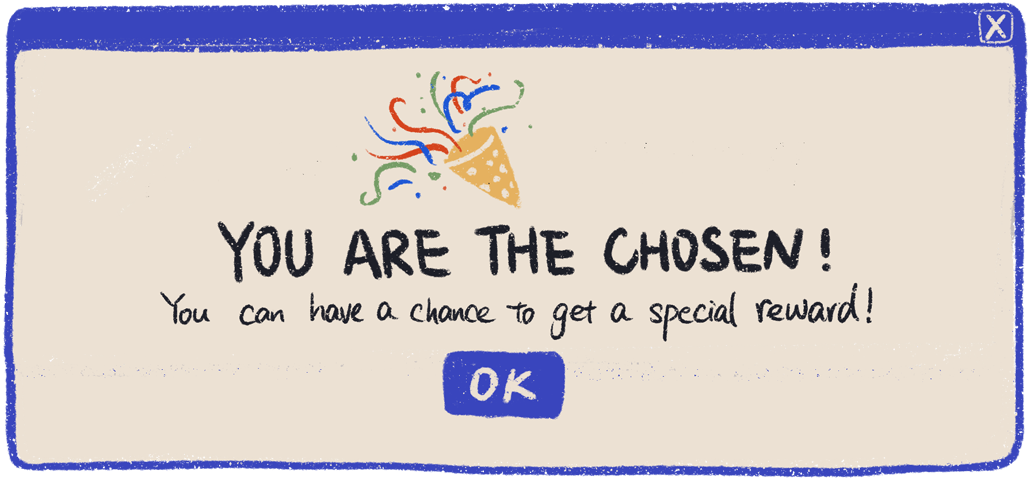 X
YOU ARE THE CHOSEN!
You can have a chance to get a special reward!
OK